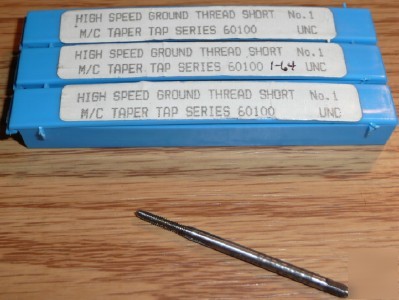 HIGH SPEED GROUND THREAD SHORT No.1
M/C TAPER TAP SERIES 60100 UNC
HIGH SPEED GROUND THREAD SHORT No.1
M/C TAPER TAP SERIES 60100 1-64 UNC
HIGH SPEED GROUND THREAD SHORT No.1
M/C TAPER TAP SERIES 60100 UNC